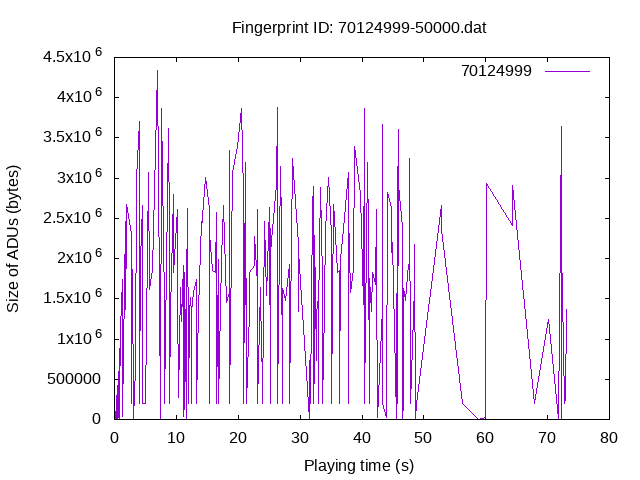 Fingerprint ID: 70124999-50000.dat
70124999
4.5x10^6
4x10^6
3.5x10^6
3x10^6
2.5x10^6
2x10^6
1.5x10^6
1x10^6
500000
0
Size of ADUs (bytes)
0 10 20 30 40 50 60 70 80
Playing time (s)